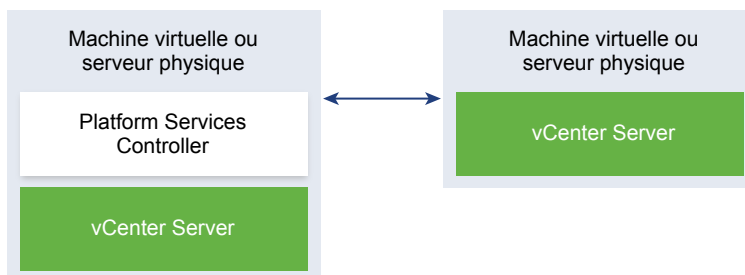 Machine virtuelle ou
serveur physique
Platform Services
Controller
vCenter Server
Machine virtuelle ou
serveur physique
vCenter Server